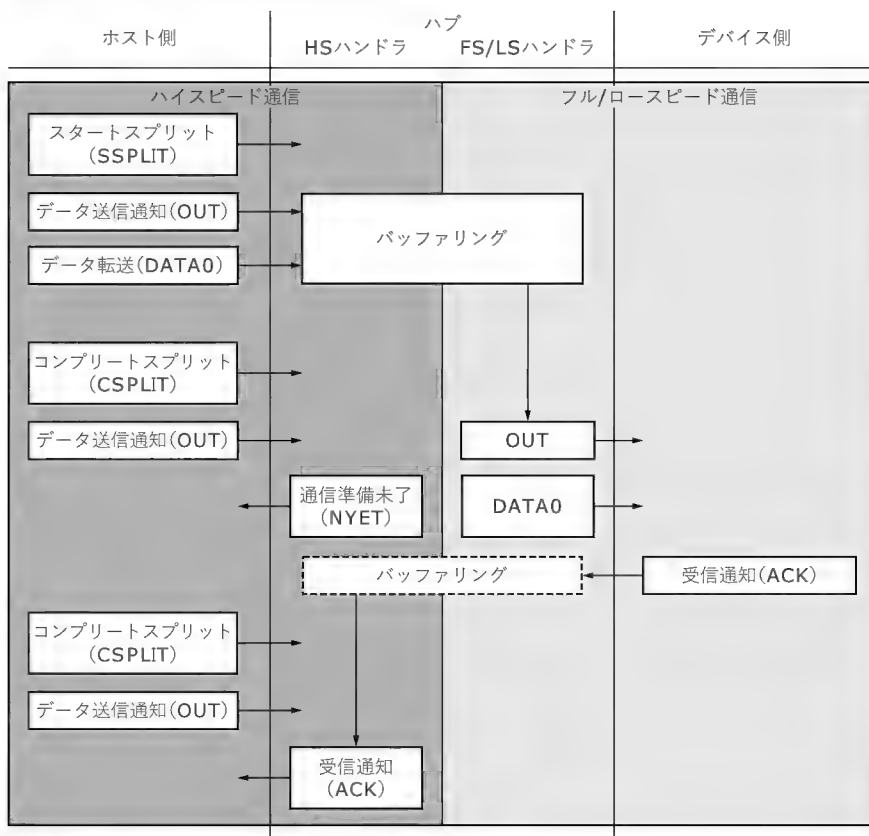 ホスト側
ハブ
HSハンドラ
FS/LSハンドラ
デバイス側
ハイスピード通信
フル/ロースピード通信
スタートスプリット
(SSPLIT)
データ送信通知(OUT)
データ転送(DATA0)
バッファリング
コンプリートスプリット
(CSPLIT)
データ送信通知(OUT)
OUT
通信準備未了
(NYET)
DATA0
バッファリング
受信通知(ACK)
コンプリートスプリット
(CSPLIT)
データ送信通知(OUT)
受信通知
(ACK)